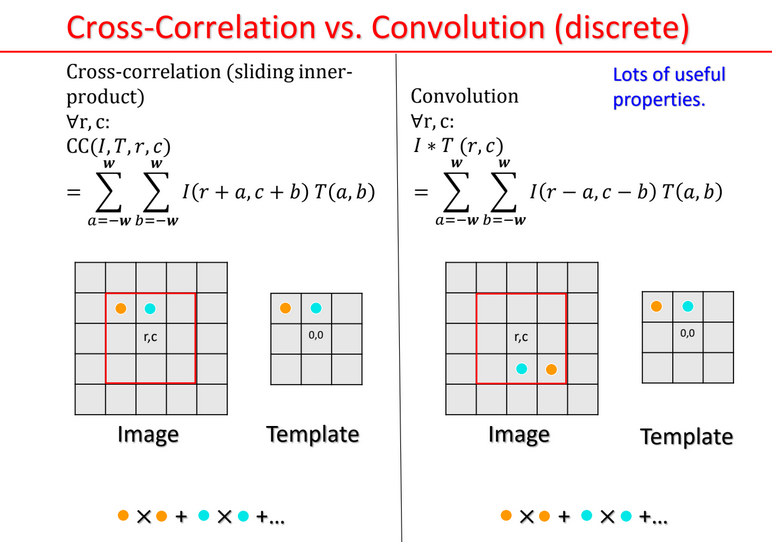 Cross-Correlation vs. Convolution (discrete)
Cross-correlation (sliding inner-
product)
∀r, c:
CC(I, T, r, c)
= ∑_{a=−w}^{w} ∑_{b=−w}^{w} I(r + a, c + b) T(a, b)
Lots of useful
properties.
Convolution
∀r, c:
I ∗ T (r, c)
= ∑_{a=−w}^{w} ∑_{b=−w}^{w} I(r − a, c − b) T(a, b)
r,c
0,0
Image
Template
r,c
0,0
Image
Template
× + × +...
× + × +...